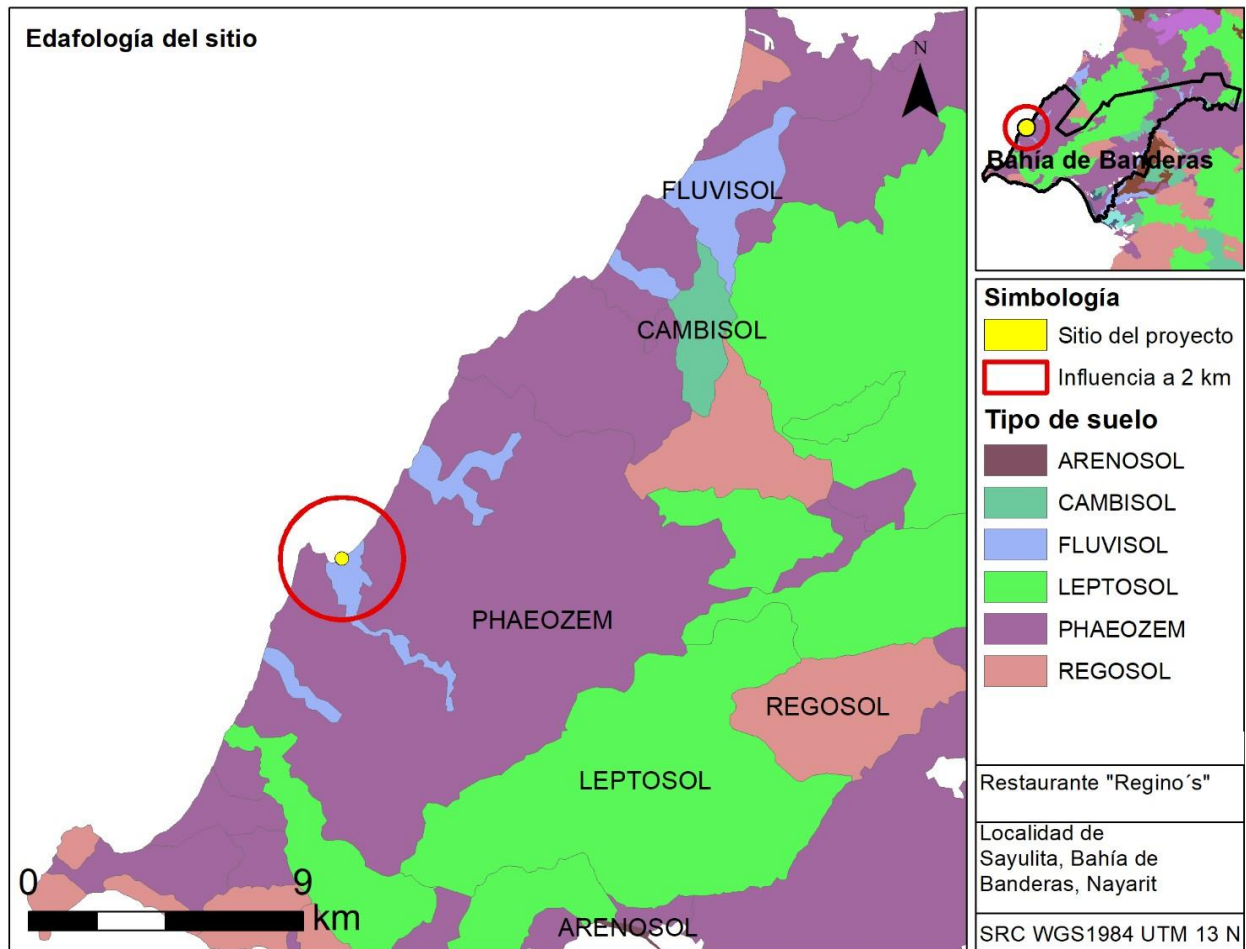 Edafología del sitio
N
FLUVISOL
CAMBISOL
PHAEOZEM
REGOSOL
LEPTOSOL
ARENOSOL
0 9
km
Bahía de Banderas
Simbología
Sitio del proyecto
Influencia a 2 km
Tipo de suelo
ARENOSOL
CAMBISOL
FLUVISOL
LEPTOSOL
PHAEOZEM
REGOSOL
Restaurante "Regino´s"
Localidad de
Sayulita, Bahía de
Banderas, Nayarit
SRC WGS1984 UTM 13 N